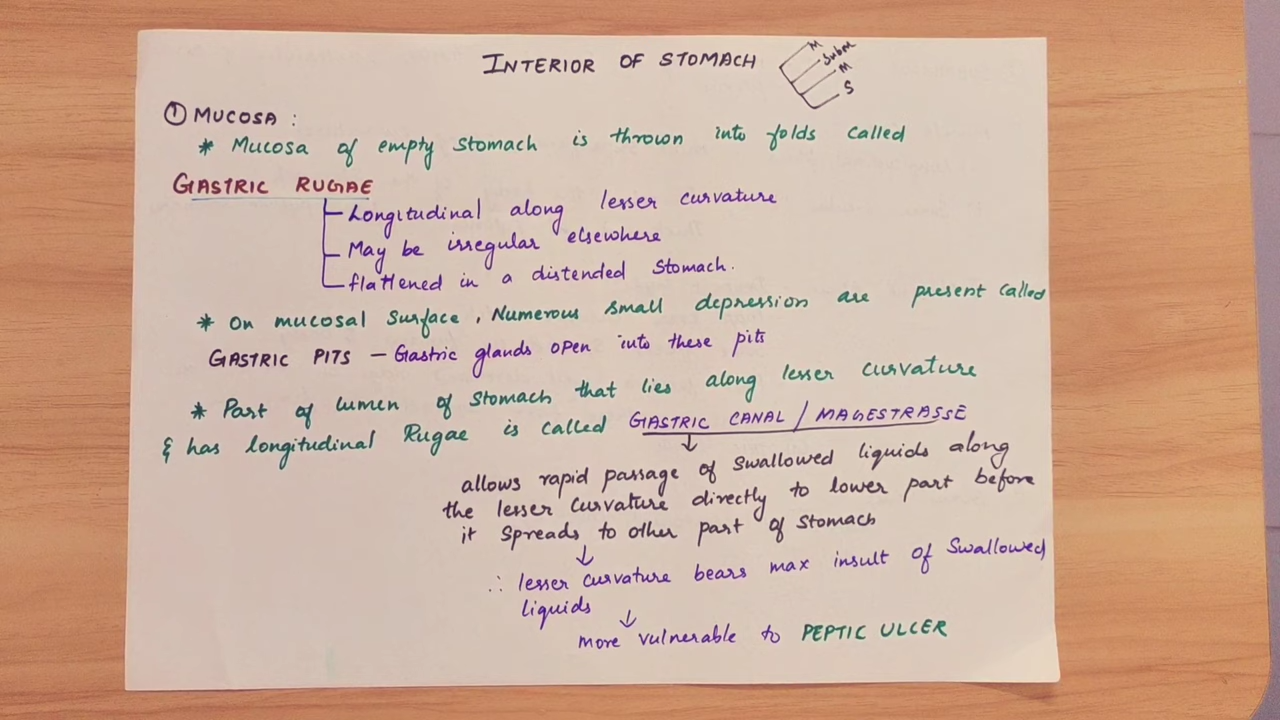 INTERIOR OF STOMACH
M
SubM
M
S
① MUCOSA :
* Mucosa of empty Stomach is thrown into folds called
GASTRIC RUGAE
Longitudinal along lesser curvature
May be irregular elsewhere
flattened in a distended Stomach.
* On mucosal Surface, Numerous small depression are present called
GASTRIC PITS – Gastric glands open into these pits
* Part of lumen of Stomach that lies along lesser curvature
& has longitudinal Rugae is called GASTRIC CANAL / MAGESTRASSE
↓
allows rapid passage of Swallowed liquids along
the lesser curvature directly to lower part before
it Spreads to other part of Stomach
↓
∴ lesser curvature bears max insult of Swallowed
liquids
↓
more vulnerable to PEPTIC ULCER